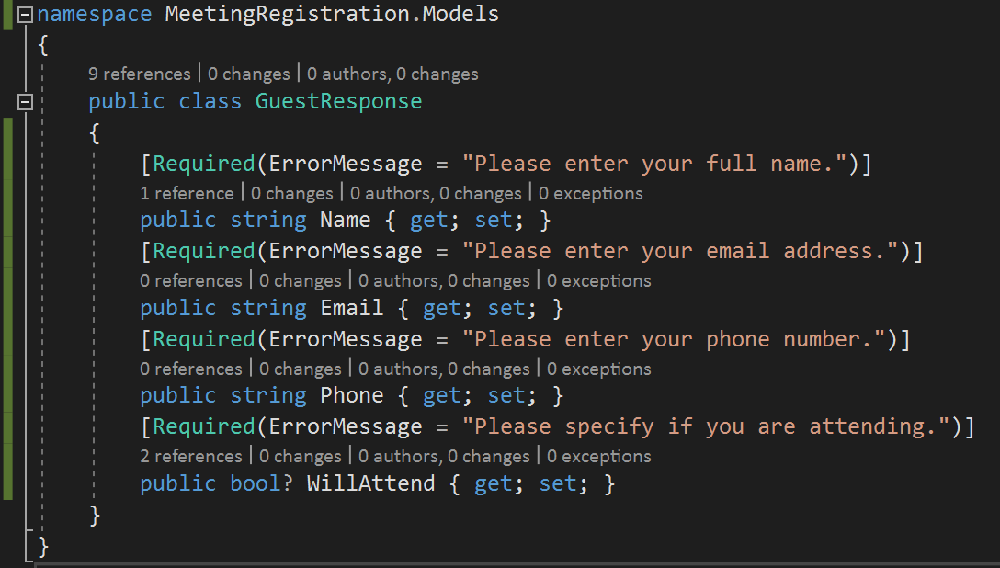 namespace MeetingRegistration.Models
{
9 references | 0 changes | 0 authors, 0 changes
public class GuestResponse
{
[Required(ErrorMessage = "Please enter your full name.")]
1 reference | 0 changes | 0 authors, 0 changes | 0 exceptions
public string Name { get; set; }
[Required(ErrorMessage = "Please enter your email address.")]
0 references | 0 changes | 0 authors, 0 changes | 0 exceptions
public string Email { get; set; }
[Required(ErrorMessage = "Please enter your phone number.")]
0 references | 0 changes | 0 authors, 0 changes | 0 exceptions
public string Phone { get; set; }
[Required(ErrorMessage = "Please specify if you are attending.")]
2 references | 0 changes | 0 authors, 0 changes | 0 exceptions
public bool? WillAttend { get; set; }
}
}